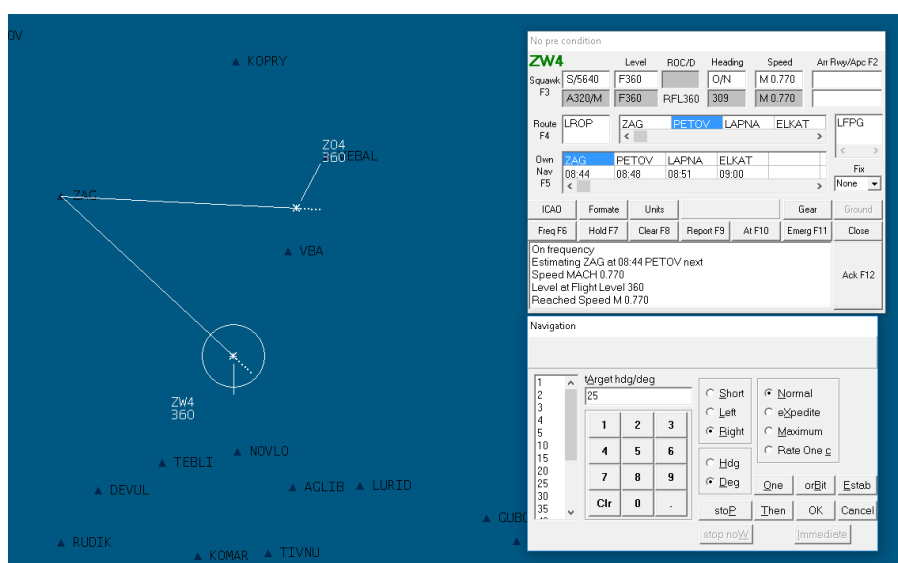 OV
KOPRY
ZO4
360
EBAL
ZAG
VBA
ZW4
360
NOVLO
TEBLI
DEVUL
AGLIB
LURID
GUBO
RUDIK
KOMAR
TIVNU
No pre condition
ZW4 Level ROC/D Heading Speed Arr Rwy/Apc F2
Squawk S/5640 F360 O/N M 0.770
F3 A320/M F360 RFL360 309 M 0.770
Route LROP ZAG PETOV LAPNA ELKAT LFPG
F4
Own ZAG PETOV LAPNA ELKAT
Nav 08:44 08:48 08:51 09:00 Fix
F5 None
ICAO Formate Units Gear Ground
Freq F6 Hold F7 Clear F8 Report F9 At F10 Emerg F11 Close
On frequency
Estimating ZAG at 08:44 PETOV next
Speed MACH 0.770
Level at Flight Level 360
Reached Speed M 0.770
Ack F12
Navigation
1 tArget hdg/deg
2 25
3
4
5
10
15
20
25
30
35
1 2 3
4 5 6
7 8 9
Clr 0 .
Short
Left
Right
Hdg
Deg
Normal
eXpedite
Maximum
Rate One c
One orBit Estab
stoP Then OK Cancel
stop noW Immediate